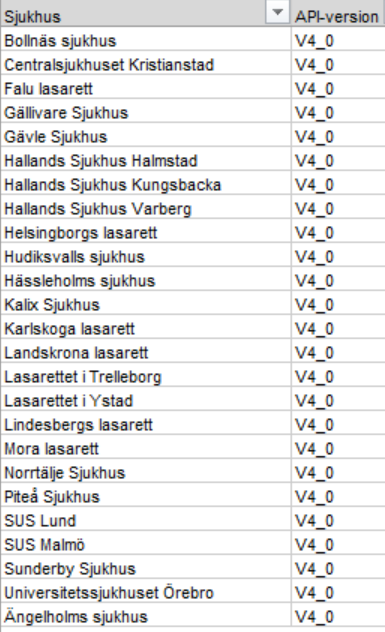 Sjukhus API-version
Bollnäs sjukhus V4_0
Centralsjukhuset Kristianstad V4_0
Falu lasarett V4_0
Gällivare Sjukhus V4_0
Gävle Sjukhus V4_0
Hallands Sjukhus Halmstad V4_0
Hallands Sjukhus Kungsbacka V4_0
Hallands Sjukhus Varberg V4_0
Helsingborgs lasarett V4_0
Hudiksvalls sjukhus V4_0
Hässleholms sjukhus V4_0
Kalix Sjukhus V4_0
Karlskoga lasarett V4_0
Landskrona lasarett V4_0
Lasarettet i Trelleborg V4_0
Lasarettet i Ystad V4_0
Lindesbergs lasarett V4_0
Mora lasarett V4_0
Norrtälje Sjukhus V4_0
Piteå Sjukhus V4_0
SUS Lund V4_0
SUS Malmö V4_0
Sunderby Sjukhus V4_0
Universitetssjukhuset Örebro V4_0
Ängelholms sjukhus V4_0